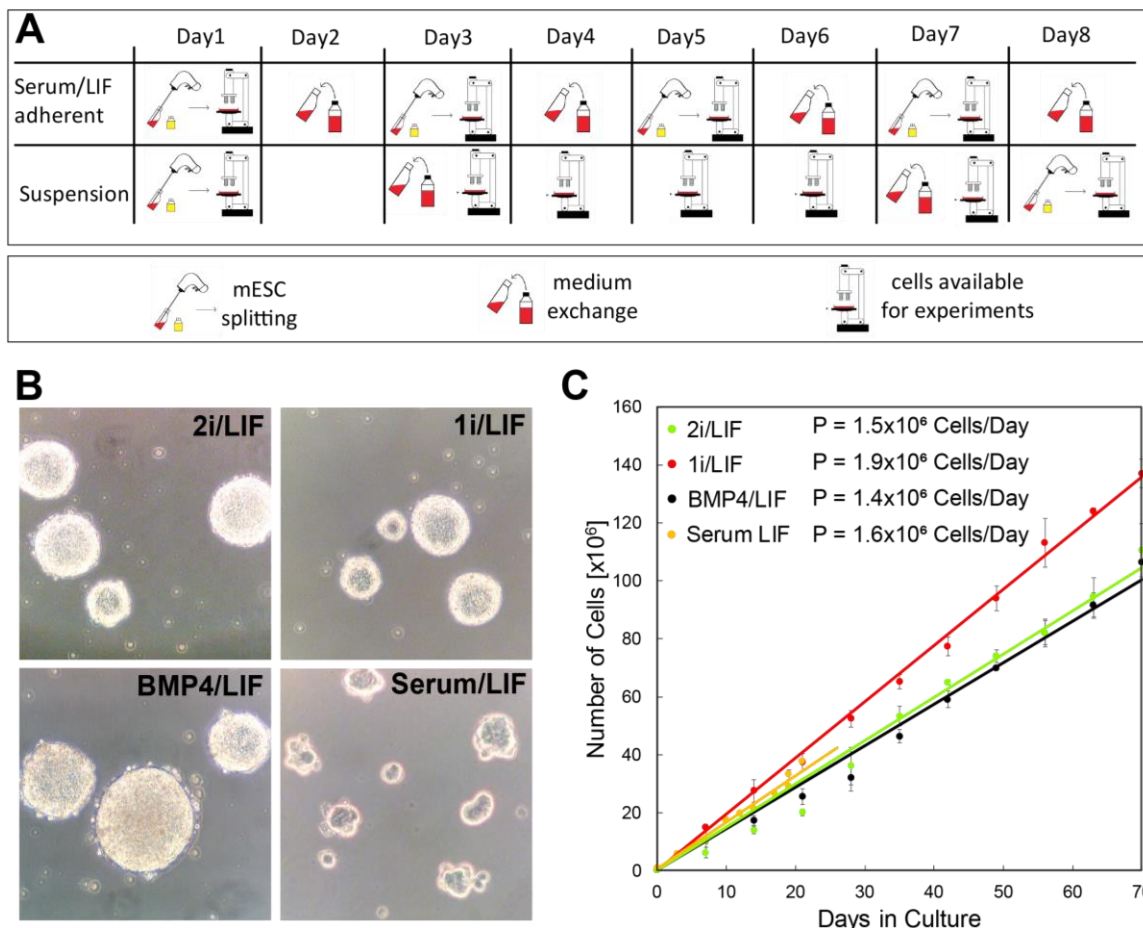 A
Day1 Day2 Day3 Day4 Day5 Day6 Day7 Day8
Serum/LIF
adherent
Suspension
mESC
splitting
medium
exchange
cells available
for experiments
B
2i/LIF
1i/LIF
BMP4/LIF
Serum/LIF
C
160
140
120
100
80
60
40
20
0
Number of Cells [x10⁶]
2i/LIF P = 1.5x10⁶ Cells/Day
1i/LIF P = 1.9x10⁶ Cells/Day
BMP4/LIF P = 1.4x10⁶ Cells/Day
Serum LIF P = 1.6x10⁶ Cells/Day
0 10 20 30 40 50 60 70
Days in Culture